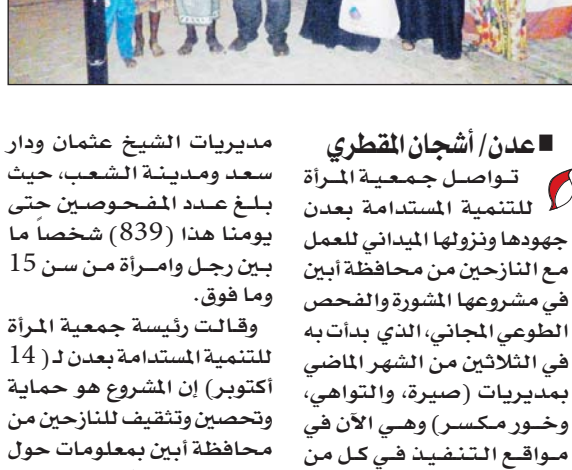 ■ عدن/ أشجان المقطري
تواصل جمعية المرأة
للتنمية المستدامة بعدن
جهودها ونزولها الميداني للعمل
مع النازحين من محافظة أبين
في مشروعها المشورة والفحص
الطوعي المجاني، الذي بدأت به
في الثلاثين من الشهر الماضي
بمديريات (صيرة، والتواهي،
وخور مكسر) وهي الآن في
مواقع التنفيذ في كل من
مديريات الشيخ عثمان ودار
سعد ومدينة الشعب، حيث
بلغ عدد المفحوصين حتى
يومنا هذا (839) شخصاً ما
بين رجل وامرأة من سن 15
وما فوق.
وقالت رئيسة جمعية المرأة
للتنمية المستدامة بعدن لـ ( 14
أكتوبر) إن المشروع هو حماية
وتحصين وتثقيف للنازحين من
محافظة أبين بمعلومات حول